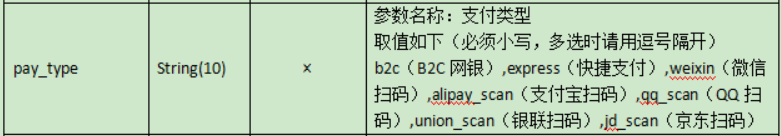 参数名称：支付类型
取值如下（必须小写，多选时请用逗号隔开）
pay_type String(10) × b2c（B2C 网银）,express（快捷支付）,weixin（微信
扫码）,alipay_scan（支付宝扫码）,qq_scan（QQ 扫
码）,union_scan（银联扫码）,jd_scan（京东扫码）